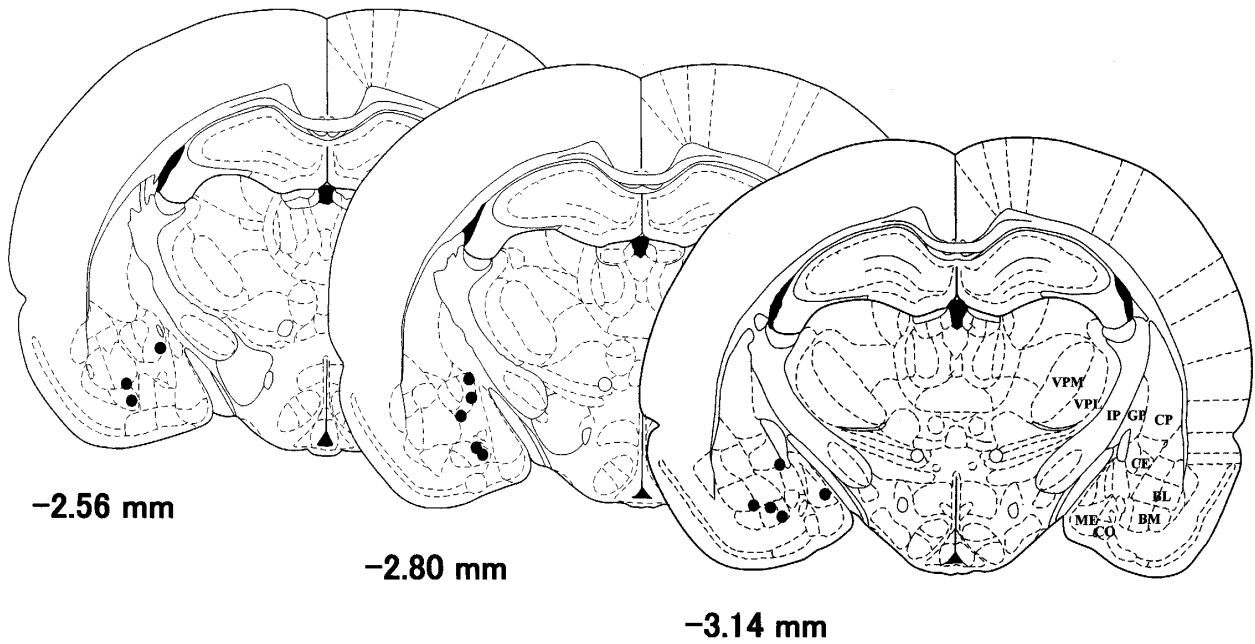 VPM
VPL
IP GP CP
CE
BL
ME BM
CO
−2.56 mm
−2.80 mm
−3.14 mm